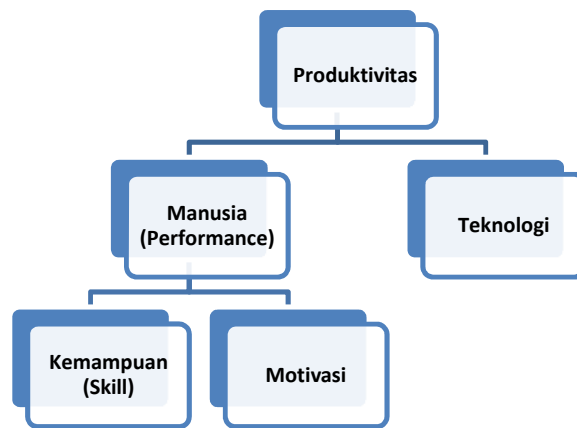 Produktivitas
Manusia
(Performance)
Teknologi
Kemampuan
(Skill)
Motivasi